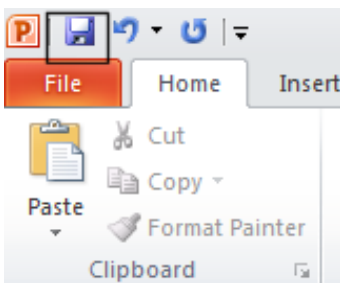 P
File Home Insert
Cut
Copy
Paste
Format Painter
Clipboard